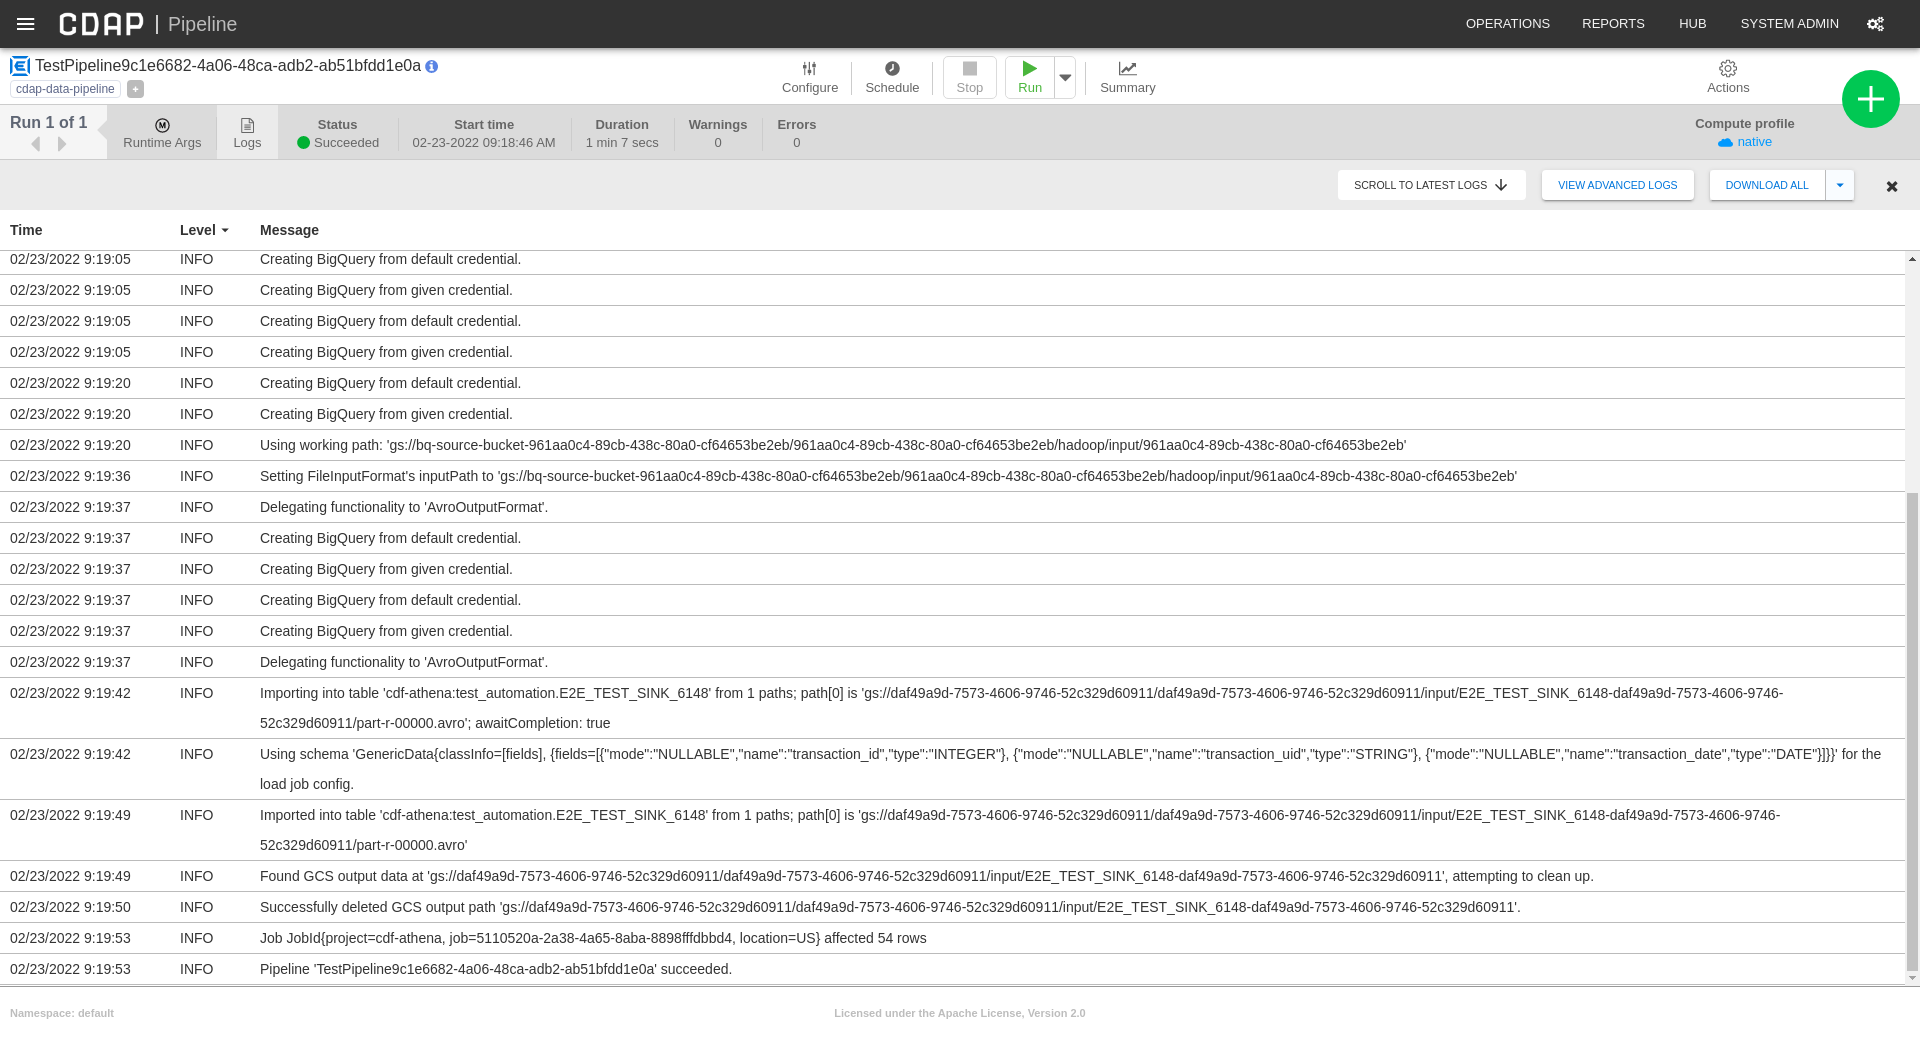 CDAP | Pipeline
OPERATIONS REPORTS HUB SYSTEM ADMIN
TestPipeline9c1e6682-4a06-48ca-adb2-ab51bfdd1e0a
cdap-data-pipeline +
Configure Schedule Stop Run Summary Actions
Run 1 of 1
Runtime Args Logs
Status Start time Duration Warnings Errors Compute profile
Succeeded 02-23-2022 09:18:46 AM 1 min 7 secs 0 0 native
SCROLL TO LATEST LOGS VIEW ADVANCED LOGS DOWNLOAD ALL
Time Level Message
02/23/2022 9:19:05 INFO Creating BigQuery from default credential.
02/23/2022 9:19:05 INFO Creating BigQuery from given credential.
02/23/2022 9:19:05 INFO Creating BigQuery from default credential.
02/23/2022 9:19:05 INFO Creating BigQuery from given credential.
02/23/2022 9:19:20 INFO Creating BigQuery from default credential.
02/23/2022 9:19:20 INFO Creating BigQuery from given credential.
02/23/2022 9:19:20 INFO Using working path: 'gs://bq-source-bucket-961aa0c4-89cb-438c-80a0-cf64653be2eb/961aa0c4-89cb-438c-80a0-cf64653be2eb/hadoop/input/961aa0c4-89cb-438c-80a0-cf64653be2eb'
02/23/2022 9:19:36 INFO Setting FileInputFormat's inputPath to 'gs://bq-source-bucket-961aa0c4-89cb-438c-80a0-cf64653be2eb/961aa0c4-89cb-438c-80a0-cf64653be2eb/hadoop/input/961aa0c4-89cb-438c-80a0-cf64653be2eb'
02/23/2022 9:19:37 INFO Delegating functionality to 'AvroOutputFormat'.
02/23/2022 9:19:37 INFO Creating BigQuery from default credential.
02/23/2022 9:19:37 INFO Creating BigQuery from given credential.
02/23/2022 9:19:37 INFO Creating BigQuery from default credential.
02/23/2022 9:19:37 INFO Creating BigQuery from given credential.
02/23/2022 9:19:37 INFO Delegating functionality to 'AvroOutputFormat'.
02/23/2022 9:19:42 INFO Importing into table 'cdf-athena:test_automation.E2E_TEST_SINK_6148' from 1 paths; path[0] is 'gs://daf49a9d-7573-4606-9746-52c329d60911/daf49a9d-7573-4606-9746-52c329d60911/input/E2E_TEST_SINK_6148-daf49a9d-7573-4606-9746-
52c329d60911/part-r-00000.avro'; awaitCompletion: true
02/23/2022 9:19:42 INFO Using schema 'GenericData{classInfo=[fields], {fields=[{"mode":"NULLABLE","name":"transaction_id","type":"INTEGER"}, {"mode":"NULLABLE","name":"transaction_uid","type":"STRING"}, {"mode":"NULLABLE","name":"transaction_date","type":"DATE"}]}}' for the
load job config.
02/23/2022 9:19:49 INFO Imported into table 'cdf-athena:test_automation.E2E_TEST_SINK_6148' from 1 paths; path[0] is 'gs://daf49a9d-7573-4606-9746-52c329d60911/daf49a9d-7573-4606-9746-52c329d60911/input/E2E_TEST_SINK_6148-daf49a9d-7573-4606-9746-
52c329d60911/part-r-00000.avro'
02/23/2022 9:19:49 INFO Found GCS output data at 'gs://daf49a9d-7573-4606-9746-52c329d60911/daf49a9d-7573-4606-9746-52c329d60911/input/E2E_TEST_SINK_6148-daf49a9d-7573-4606-9746-52c329d60911', attempting to clean up.
02/23/2022 9:19:50 INFO Successfully deleted GCS output path 'gs://daf49a9d-7573-4606-9746-52c329d60911/daf49a9d-7573-4606-9746-52c329d60911/input/E2E_TEST_SINK_6148-daf49a9d-7573-4606-9746-52c329d60911'.
02/23/2022 9:19:53 INFO Job JobId{project=cdf-athena, job=5110520a-2a38-4a65-8aba-8898fffdbbd4, location=US} affected 54 rows
02/23/2022 9:19:53 INFO Pipeline 'TestPipeline9c1e6682-4a06-48ca-adb2-ab51bfdd1e0a' succeeded.
Namespace: default Licensed under the Apache License, Version 2.0